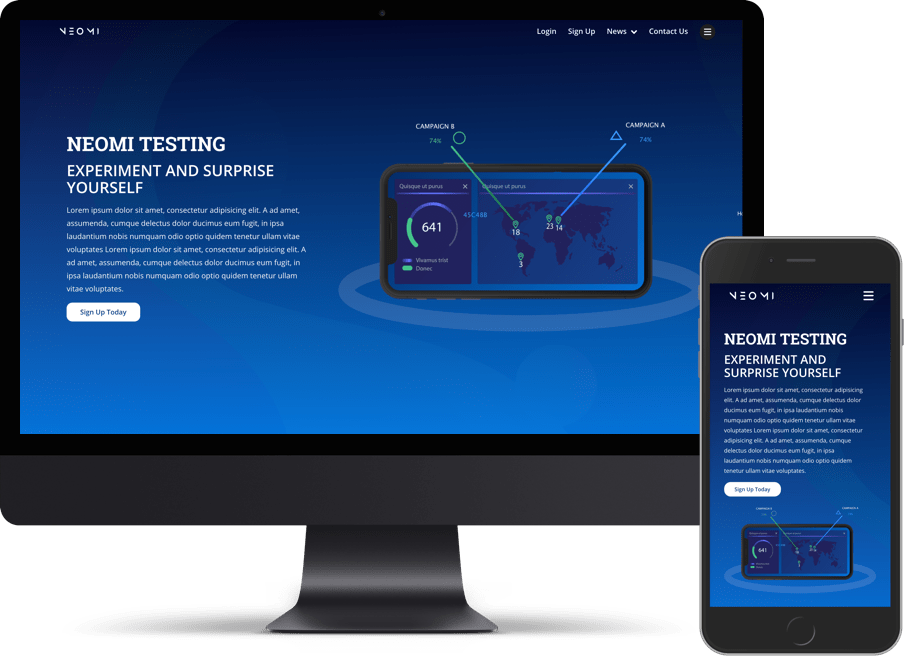 NEOMI
Login
Sign Up
News
Contact Us
NEOMI TESTING
EXPERIMENT AND SURPRISE
YOURSELF
Lorem ipsum dolor sit amet, consectetur adipisicing elit. A ad amet,
assumenda, cumque delectus dolor ducimus eum fugit, in ipsa
laudantium nobis numquam odio optio quidem tenetur ullam vitae
voluptates Lorem ipsum dolor sit amet, consectetur adipisicing elit. A
ad amet, assumenda, cumque delectus dolor ducimus eum fugit, in
ipsa laudantium nobis numquam odio optio quidem tenetur ullam
vitae voluptates.
Sign Up Today
CAMPAIGN B
74%
CAMPAIGN A
74%
Quisque ut purus
Quisque ut purus
45C48B
641
18
23
14
3
Vivamus trist
Donec
NEOMI
NEOMI TESTING
EXPERIMENT AND
SURPRISE YOURSELF
Lorem ipsum dolor sit amet, consectetur adipisicing
elit. A ad amet, assumenda, cumque delectus dolor
ducimus eum fugit, in ipsa laudantium nobis
numquam odio optio quidem tenetur ullam vitae
voluptates Lorem ipsum dolor sit amet, consectetur
adipisicing elit. A ad amet, assumenda, cumque
delectus dolor ducimus eum fugit, in ipsa
laudantium nobis numquam odio optio quidem
tenetur ullam vitae voluptates.
Sign Up Today
CAMPAIGN B
CAMPAIGN A
641